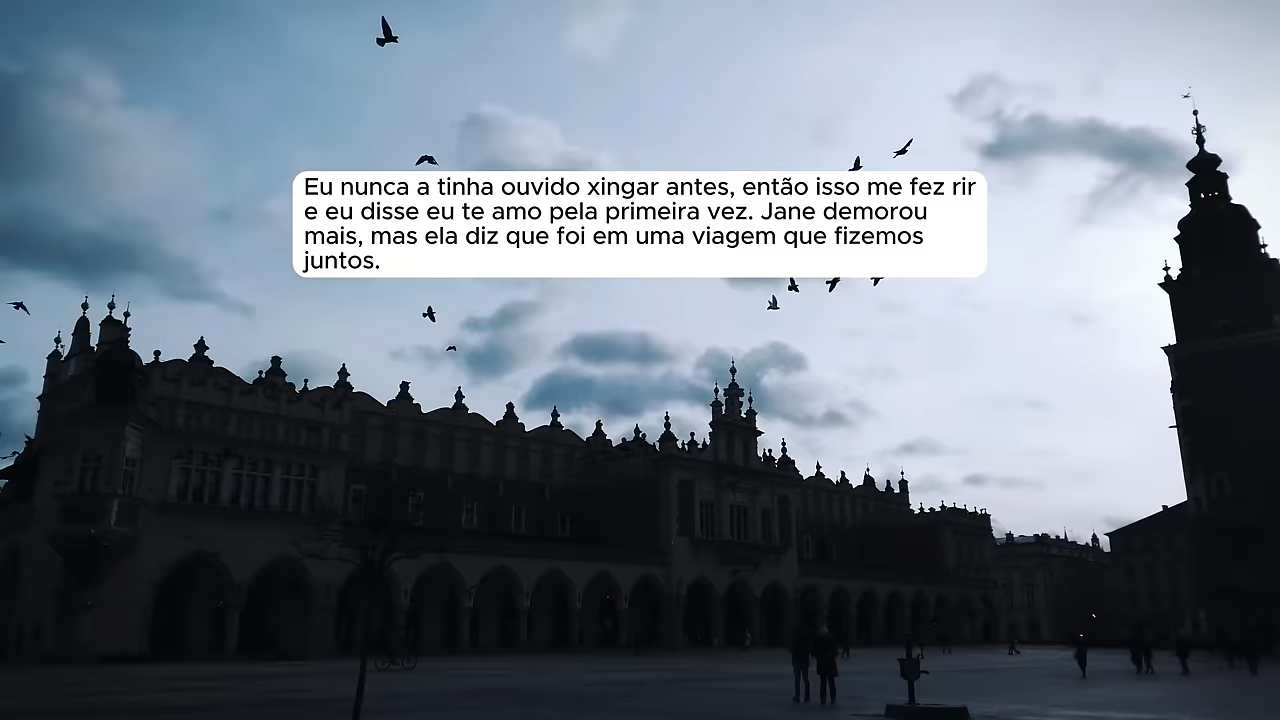 Eu nunca a tinha ouvido xingar antes, então isso me fez rir
e eu disse eu te amo pela primeira vez. Jane demorou
mais, mas ela diz que foi em uma viagem que fizemos
juntos.